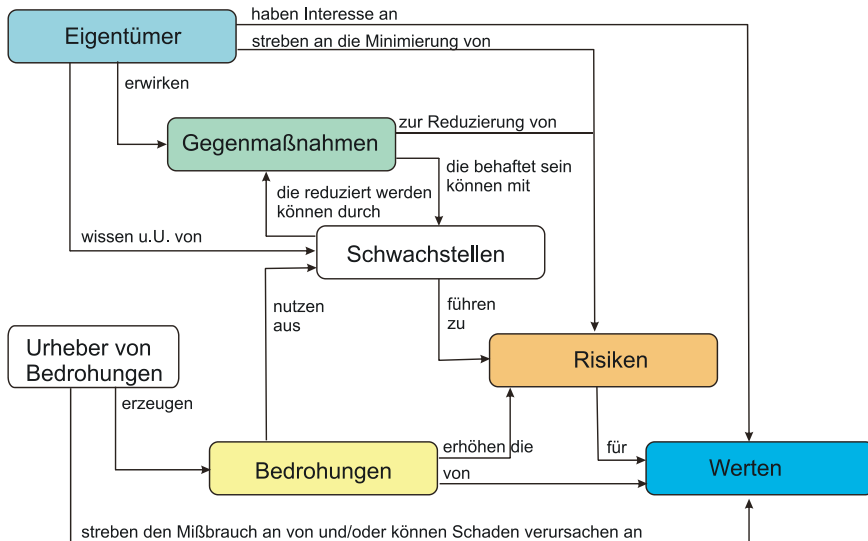 haben Interesse an
Eigentümer
streben an die Minimierung von
erwirken
zur Reduzierung von
Gegenmaßnahmen
die behaftet sein
können mit
die reduziert werden
können durch
wissen u.U. von
Schwachstellen
nutzen
aus
führen
zu
Urheber von
Bedrohungen
Risiken
erzeugen
erhöhen die
für
Bedrohungen
von
Werten
streben den Mißbrauch an von und/oder können Schaden verursachen an